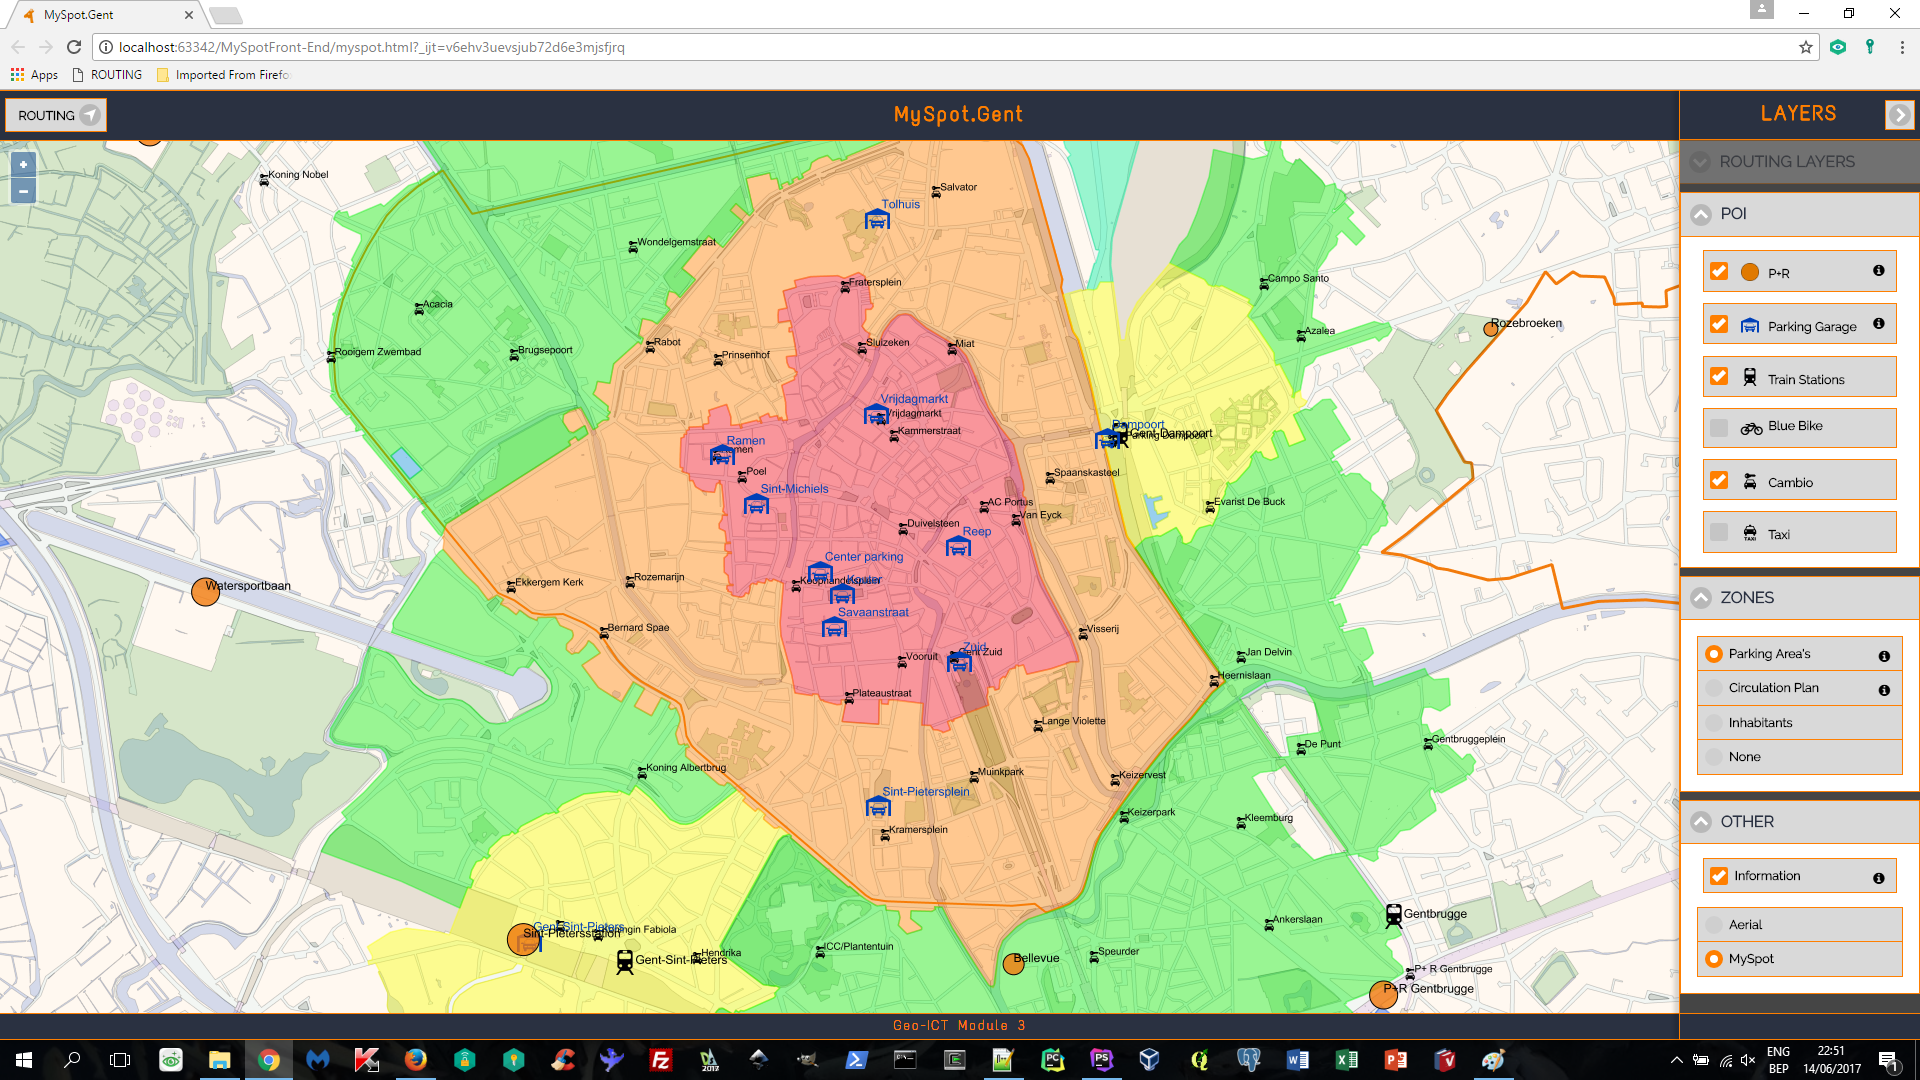 MySpot.Gent
localhost:63342/MySpotFront-End/myspot.html?_ijt=v6ehv3uevsjub72d6e3mjsfjrq
Apps
ROUTING
Imported From Firefo
ROUTING
MySpot.Gent
LAYERS
ROUTING LAYERS
POI
P+R
Parking Garage
Train Stations
Blue Bike
Cambio
Taxi
ZONES
Parking Area's
Circulation Plan
Inhabitants
None
OTHER
Information
Aerial
MySpot
Koning Nobel
Salvator
Tolhuis
Wondelgemstraat
Campo Santo
Fratersplein
Acacia
Rozebroeken
Azalea
Rabot
Sluizeken
Miat
Rooigem Zwembad
Brugsepoort
Prinsenhof
Vrijdagmarkt
Vrijdagmarkt
Kammerstraat
Dampoort
Gent-Dampoort
Parking Dampoort
Ramen
Poel
Spaanskasteel
Sint-Michiels
AC Portus
Evarist De Buck
Van Eyck
Duivelsteen
Reep
Center parking
Ekkergem Kerk
Rozemarijn
Koophandelsplein
Kouter
Watersportbaan
Savaanstraat
Bernard Spae
Visserij
Zuid
Gent Zuid
Vooruit
Jan Delvin
Heernislaan
Plateaustraat
Lange Violette
De Punt
Gentbruggeplein
Koning Albertbrug
Muinkpark
Keizervest
Sint-Pietersplein
Keizerpark
Kleemburg
Kramersplein
Gentbrugge
Ankerslaan
Gent-Sint-Pieters
Sint-Pietersstation
Fabiola
ICC/Plantentuin
Hendrika
Gent-Sint-Pieters
Speurder
Bellevue
P+ R Gentbrugge
P+R Gentbrugge
Geo-ICT Module 3
ENG
BEP
22:51
14/06/2017
1